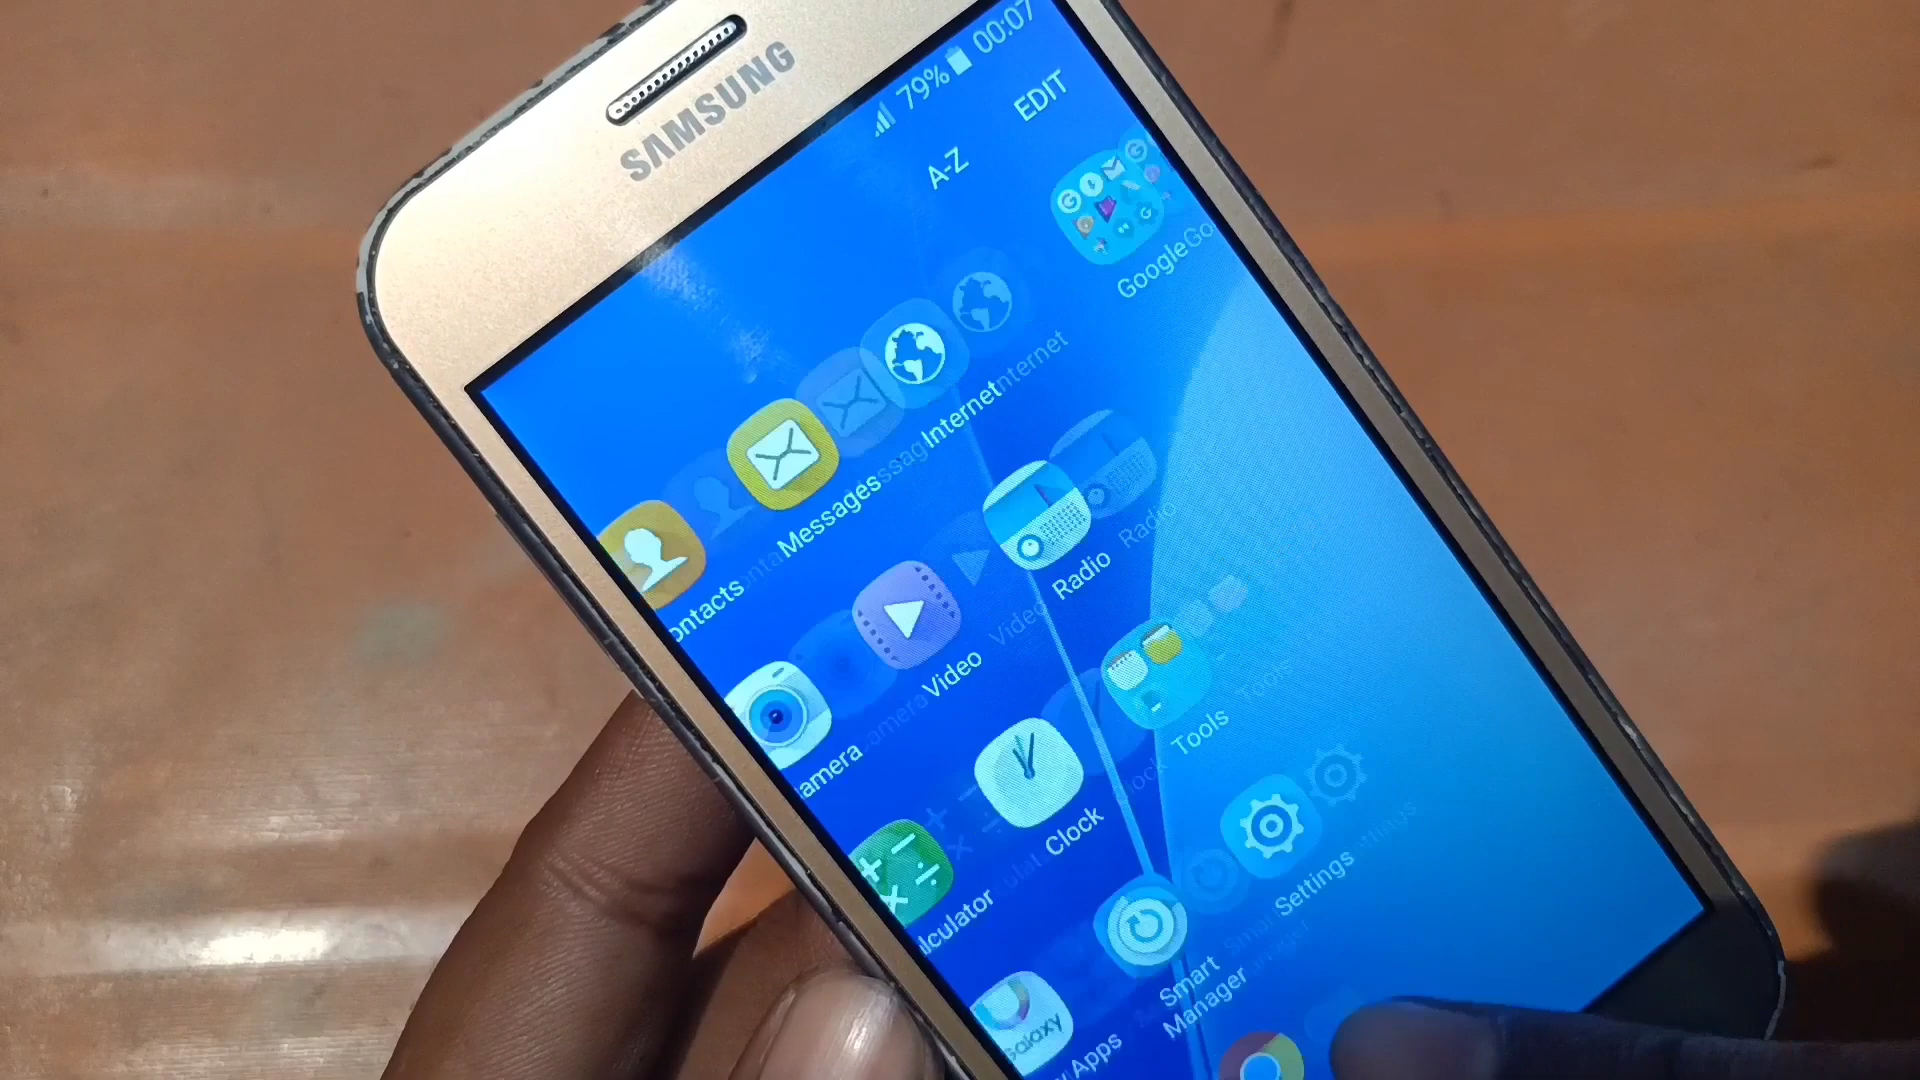 SAMSUNG
79% 00:07
A-Z EDIT
ontacts Messages Internet Google
amera Video Radio
lculator Clock Tools
Galaxy
Apps Smart Manager Settings